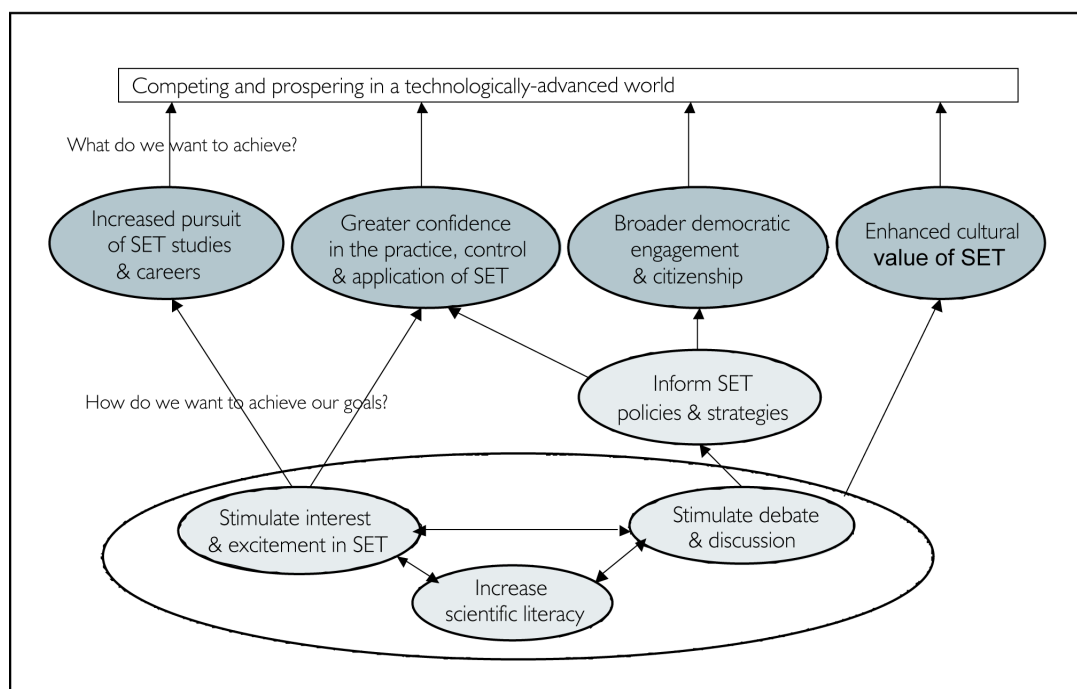 Competing and prospering in a technologically-advanced world
What do we want to achieve?
Increased pursuit
of SET studies
& careers
Greater confidence
in the practice, control
& application of SET
Broader democratic
engagement
& citizenship
Enhanced cultural
value of SET
How do we want to achieve our goals?
Inform SET
policies & strategies
Stimulate interest
& excitement in SET
Stimulate debate
& discussion
Increase
scientific literacy